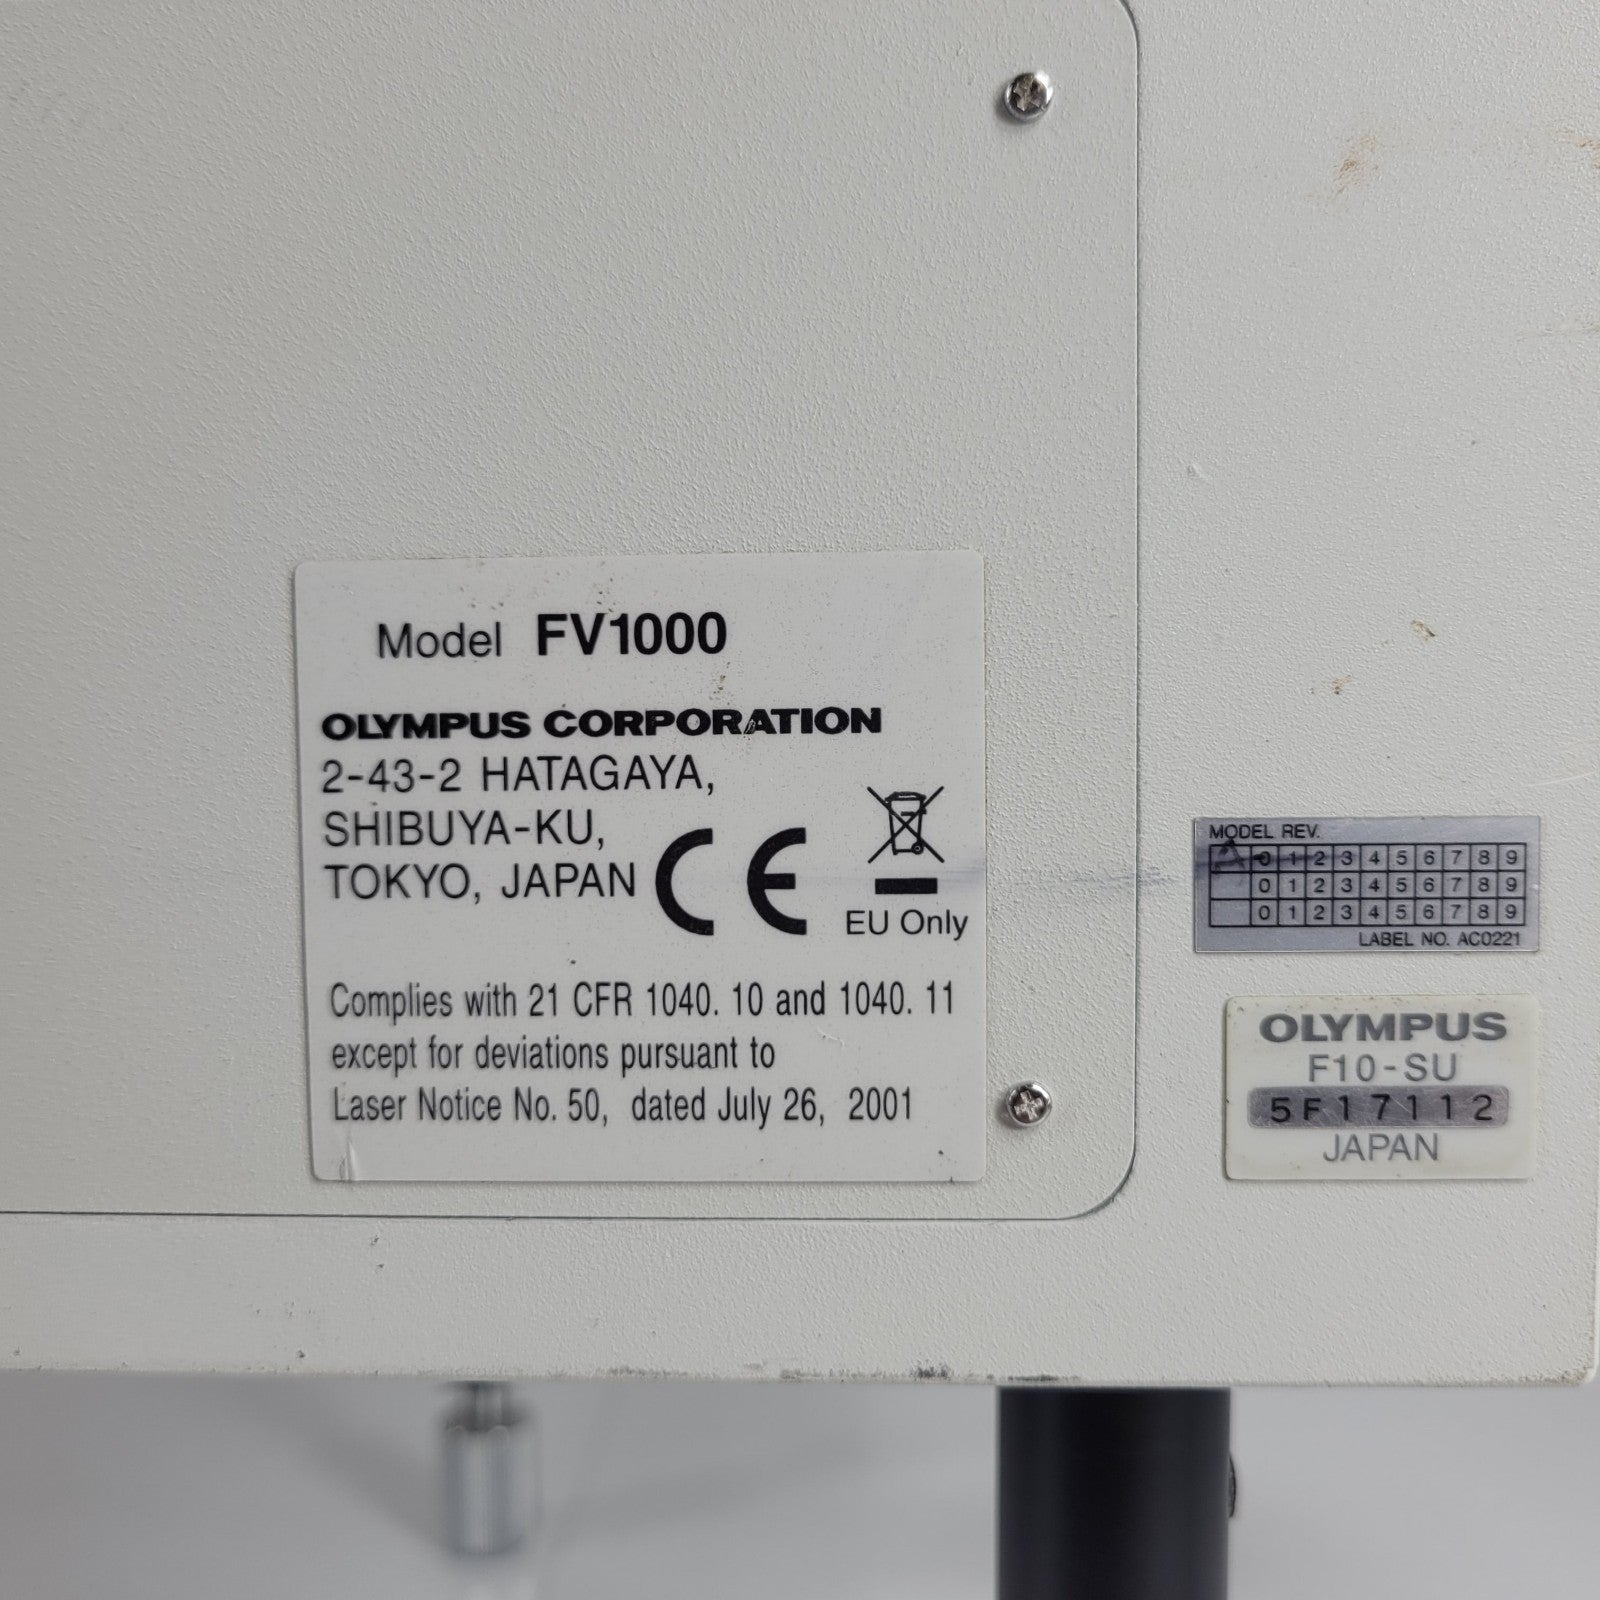 Model FV1000
OLYMPUS CORPORATION
2-43-2 HATAGAYA,
SHIBUYA-KU,
TOKYO, JAPAN
CE
EU Only
Complies with 21 CFR 1040. 10 and 1040. 11
except for deviations pursuant to
Laser Notice No. 50, dated July 26, 2001
MODEL REV.
A 0 1 2 3 4 5 6 7 8 9
0 1 2 3 4 5 6 7 8 9
0 1 2 3 4 5 6 7 8 9
LABEL NO. AC0221
OLYMPUS
F10-SU
5F17112
JAPAN